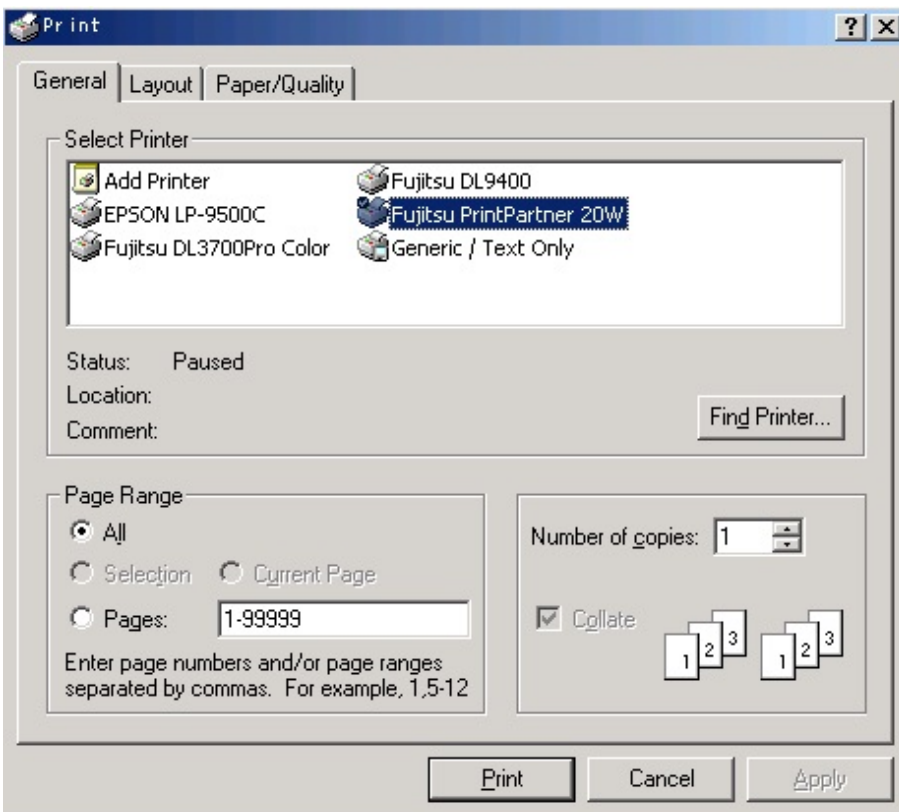 Print
General Layout Paper/Quality
Select Printer
Add Printer
EPSON LP-9500C
Fujitsu DL3700Pro Color
Fujitsu DL9400
Fujitsu PrintPartner 20W
Generic / Text Only
Status: Paused
Location:
Comment:
Find Printer...
Page Range
All
Selection Current Page
Pages: 1-99999
Enter page numbers and/or page ranges
separated by commas. For example, 1,5-12
Number of copies: 1
Collate
1 2 3 1 2 3
Print Cancel Apply